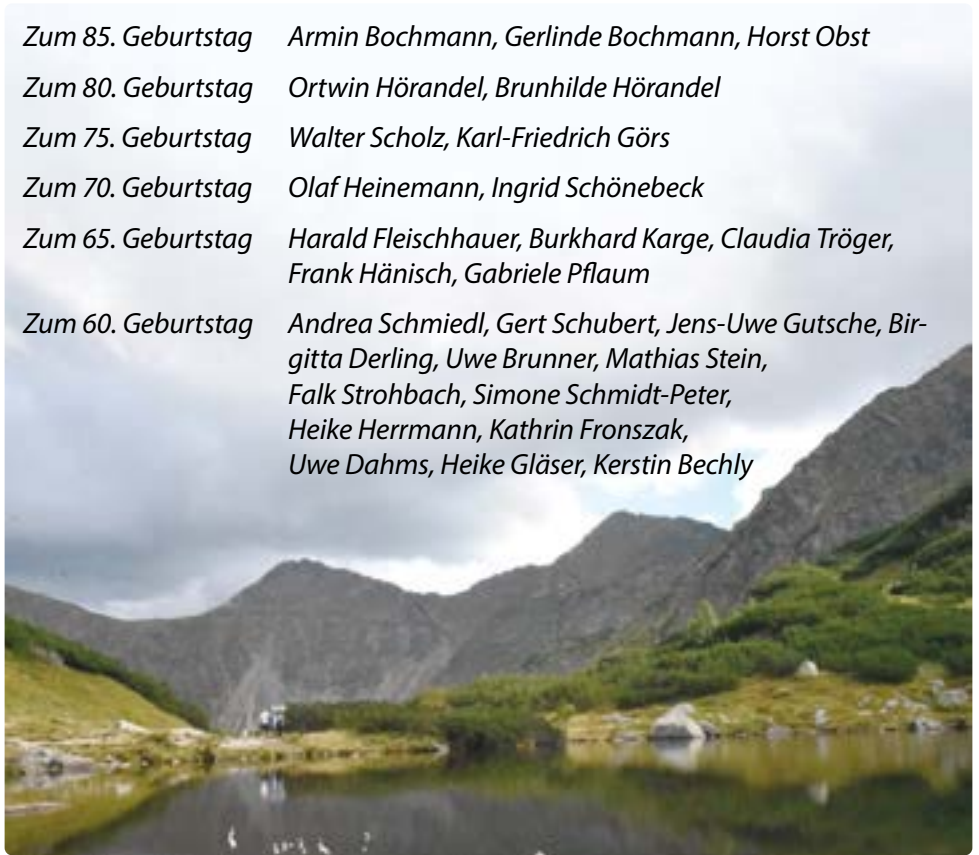 Zum 85. Geburtstag Armin Bochmann, Gerlinde Bochmann, Horst Obst
Zum 80. Geburtstag Ortwin Hörandel, Brunhilde Hörandel
Zum 75. Geburtstag Walter Scholz, Karl-Friedrich Görs
Zum 70. Geburtstag Olaf Heinemann, Ingrid Schönebeck
Zum 65. Geburtstag Harald Fleischhauer, Burkhard Karge, Claudia Tröger,
Frank Hänisch, Gabriele Pflaum
Zum 60. Geburtstag Andrea Schmiedl, Gert Schubert, Jens-Uwe Gutsche, Bir-
gitta Derling, Uwe Brunner, Mathias Stein,
Falk Strohbach, Simone Schmidt-Peter,
Heike Herrmann, Kathrin Fronszak,
Uwe Dahms, Heike Gläser, Kerstin Bechly